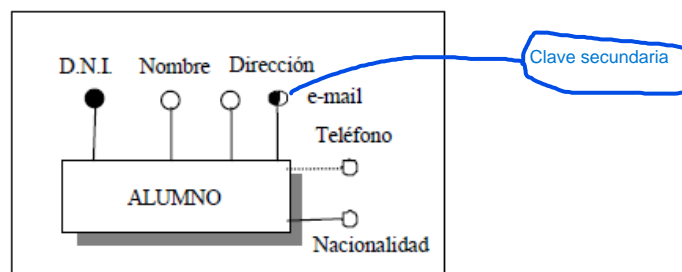 Clave secundaria
D.N.I. Nombre Dirección
e-mail
Teléfono
ALUMNO
Nacionalidad